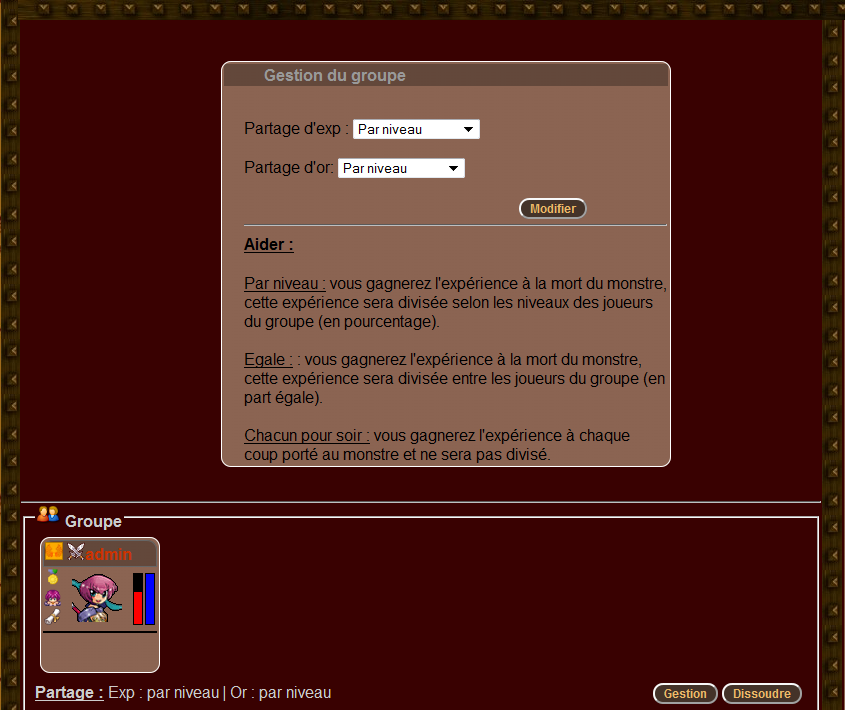 Gestion du groupe
Partage d'exp : Par niveau
Partage d'or: Par niveau
Modifier
Aider :
Par niveau : vous gagnerez l'expérience à la mort du monstre,
cette expérience sera divisée selon les niveaux des joueurs
du groupe (en pourcentage).
Egale : : vous gagnerez l'expérience à la mort du monstre,
cette expérience sera divisée entre les joueurs du groupe (en
part égale).
Chacun pour soir : vous gagnerez l'expérience à chaque
coup porté au monstre et ne sera pas divisé.
Groupe
admin
Partage : Exp : par niveau | Or : par niveau
Gestion Dissoudre